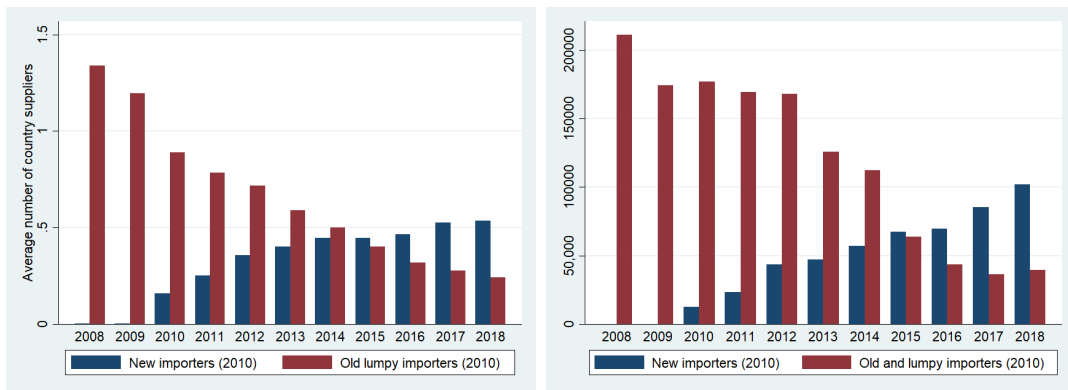 Average number of country suppliers
1.5
1
.5
0
2008 2009 2010 2011 2012 2013 2014 2015 2016 2017 2018
New importers (2010) Old lumpy importers (2010)
200000
150000
100000
50,000
0
2008 2009 2010 2011 2012 2013 2014 2015 2016 2017 2018
New importers (2010) Old and lumpy importers (2010)